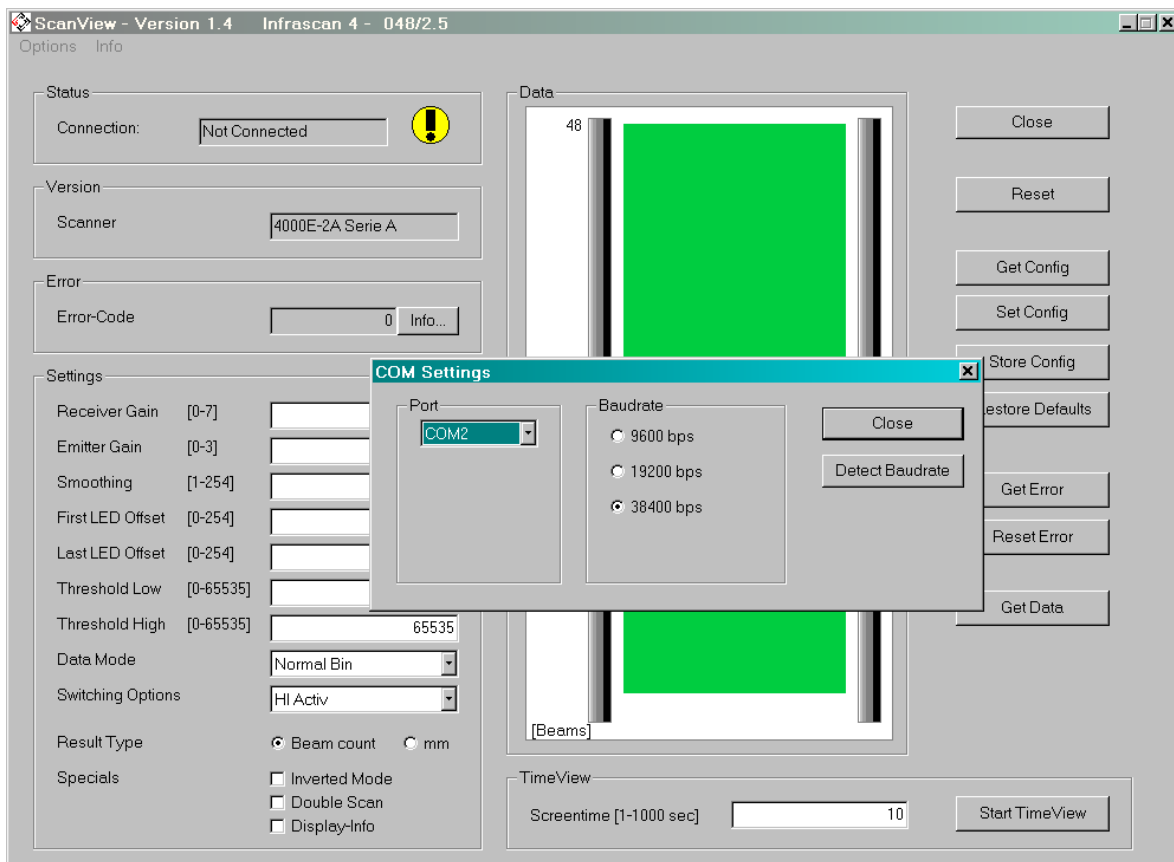 ScanView - Version 1.4 Infrascan 4 - 048/2.5
Options Info
Status
Connection: Not Connected
Version
Scanner 4000E-2A Serie A
Error
Error-Code 0 Info...
Settings
Receiver Gain [0-7]
Emitter Gain [0-3]
Smoothing [1-254]
First LED Offset [0-254]
Last LED Offset [0-254]
Threshold Low [0-65535]
Threshold High [0-65535] 65535
Data Mode Normal Bin
Switching Options HI Activ
Result Type Beam count mm
Specials Inverted Mode
Double Scan
Display-Info
Data
48
[Beams]
COM Settings
Port
COM2
Baudrate
9600 bps
19200 bps
38400 bps
Close
Detect Baudrate
TimeView
Screentime [1-1000 sec] 10
Start TimeView
Close
Reset
Get Config
Set Config
Store Config
estore Defaults
Get Error
Reset Error
Get Data